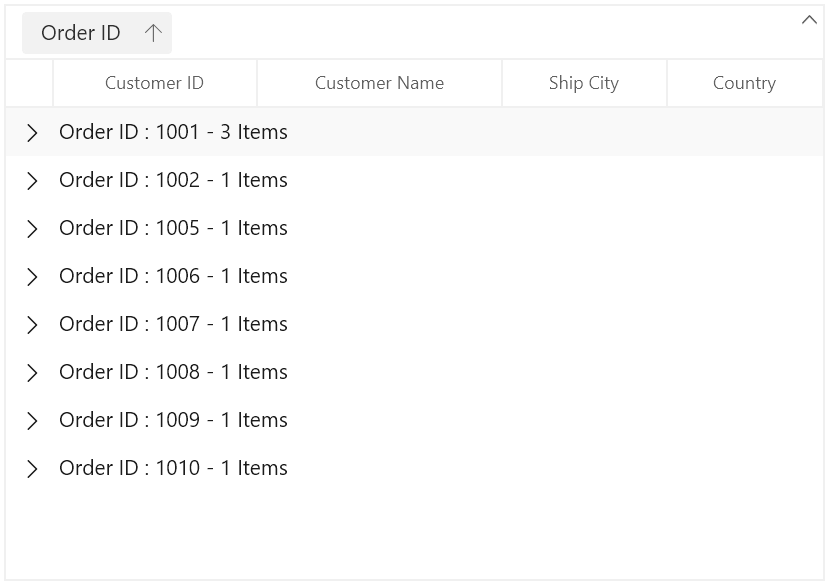 Order ID
Customer ID Customer Name Ship City Country
Order ID : 1001 - 3 Items
Order ID : 1002 - 1 Items
Order ID : 1005 - 1 Items
Order ID : 1006 - 1 Items
Order ID : 1007 - 1 Items
Order ID : 1008 - 1 Items
Order ID : 1009 - 1 Items
Order ID : 1010 - 1 Items